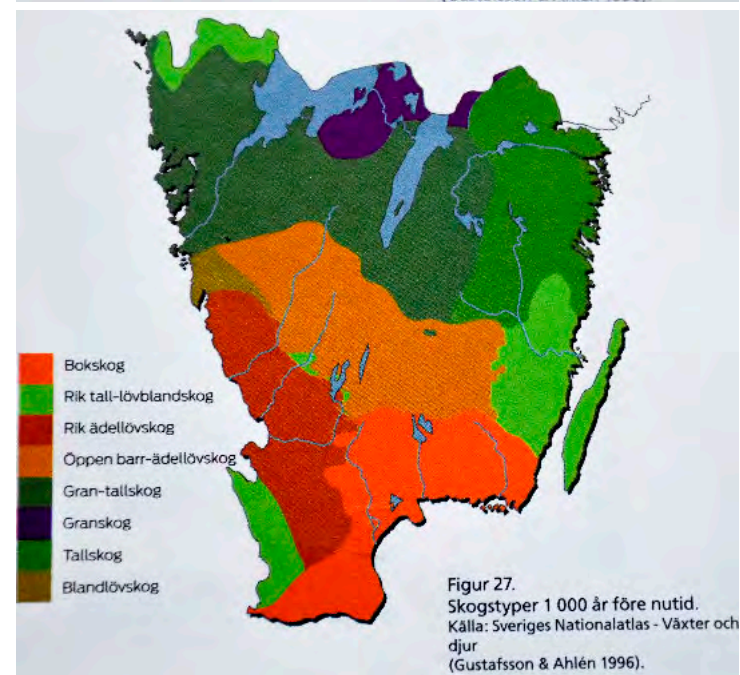 Bokskog
Rik tall-lövblandskog
Rik ädellövskog
Öppen barr-ädellövskog
Gran-tallskog
Granskog
Tallskog
Blandlövskog
Figur 27.
Skogstyper 1 000 år före nutid.
Källa: Sveriges Nationalatlas - Växter och
djur
(Gustafsson & Ahlén 1996).